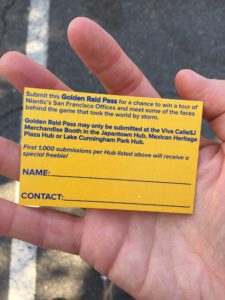 Submit this Golden Raid Pass for a chance to win a tour of
Niantic's San Francisco Offices and meet some of the faces
behind the game that took the world by storm.
Golden Raid Pass may only be submitted at the Viva CalleSJ
Merchandise Booth in the Japantown Hub, Mexican Heritage
Plaza Hub or Lake Cunningham Park Hub.
First 1,000 submissions per Hub listed above will receive a
special freebie!
NAME:
CONTACT: